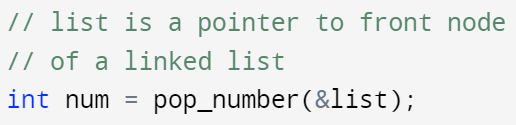 // list is a pointer to front node
// of a linked list
int num = pop_number(&list);